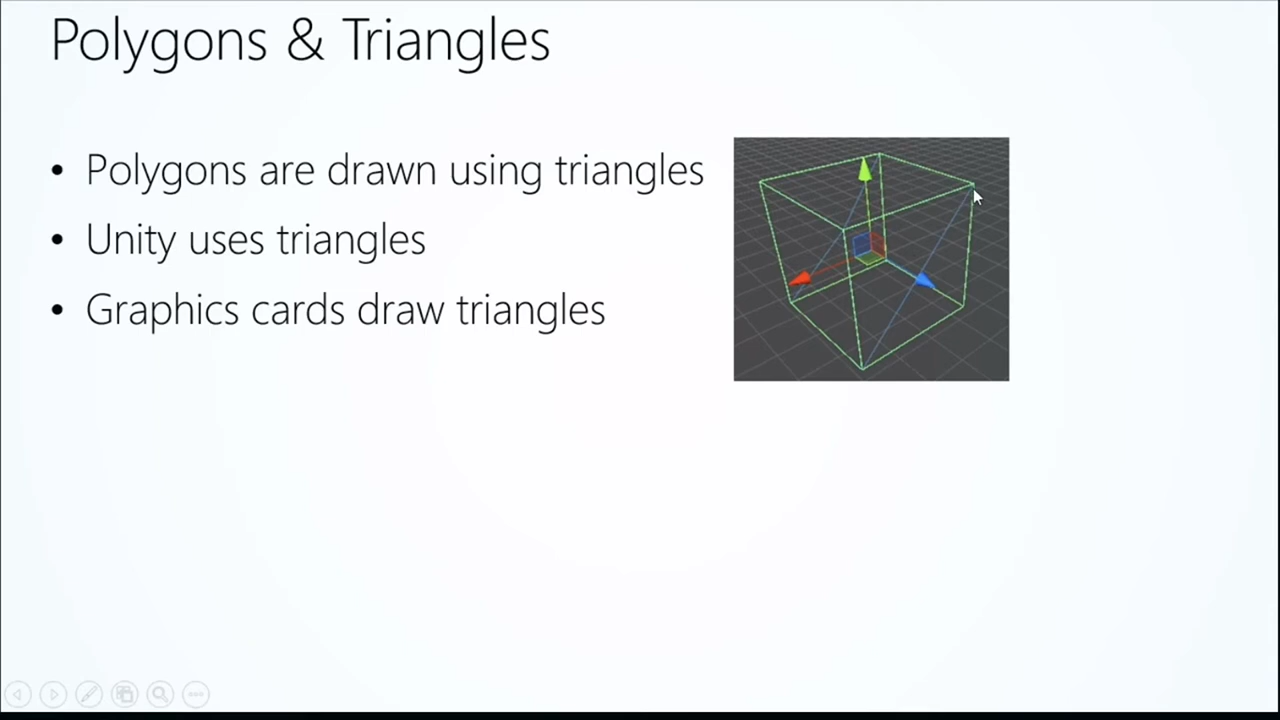 Polygons & Triangles
• Polygons are drawn using triangles
• Unity uses triangles
• Graphics cards draw triangles